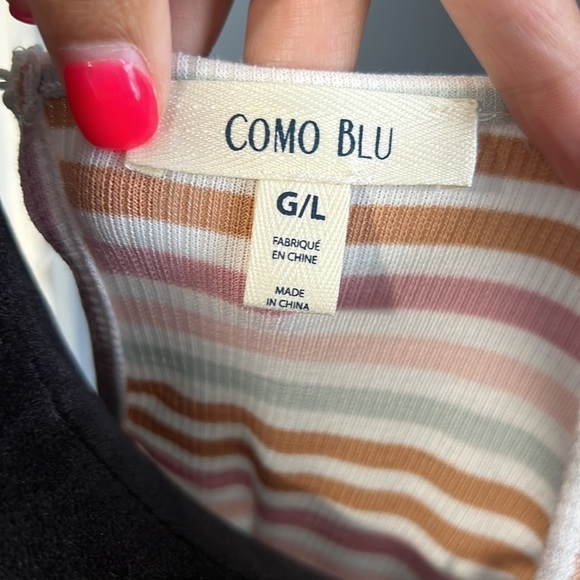 COMO BLU
G/L
FABRIQUÉ
EN CHINE
MADE
IN CHINA